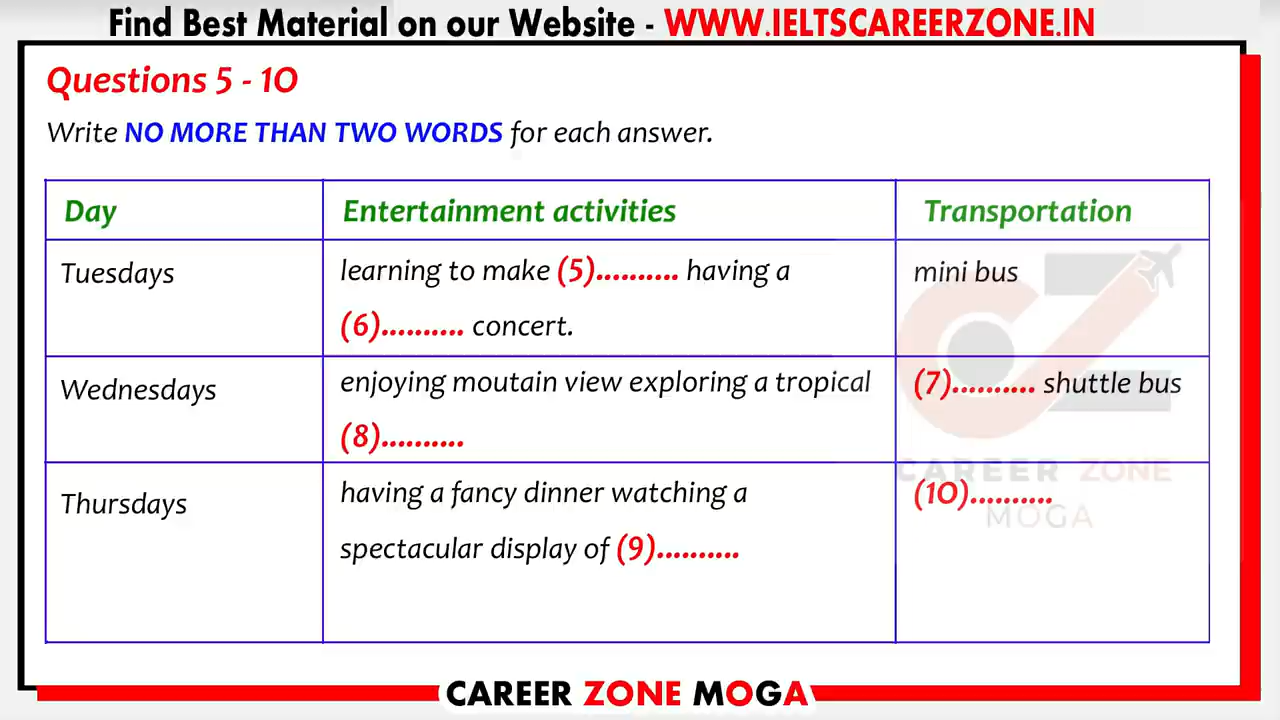 Find Best Material on our Website - WWW.IELTSCAREERZONE.IN
Questions 5 - 10
Write NO MORE THAN TWO WORDS for each answer.
Day Entertainment activities Transportation
Tuesdays learning to make (5).......... having a mini bus
(6).......... concert.
Wednesdays enjoying moutain view exploring a tropical (7).......... shuttle bus
(8)..........
CAREER ZONE
Thursdays having a fancy dinner watching a (10)..........
MOGA
spectacular display of (9)..........
CAREER ZONE MOGA